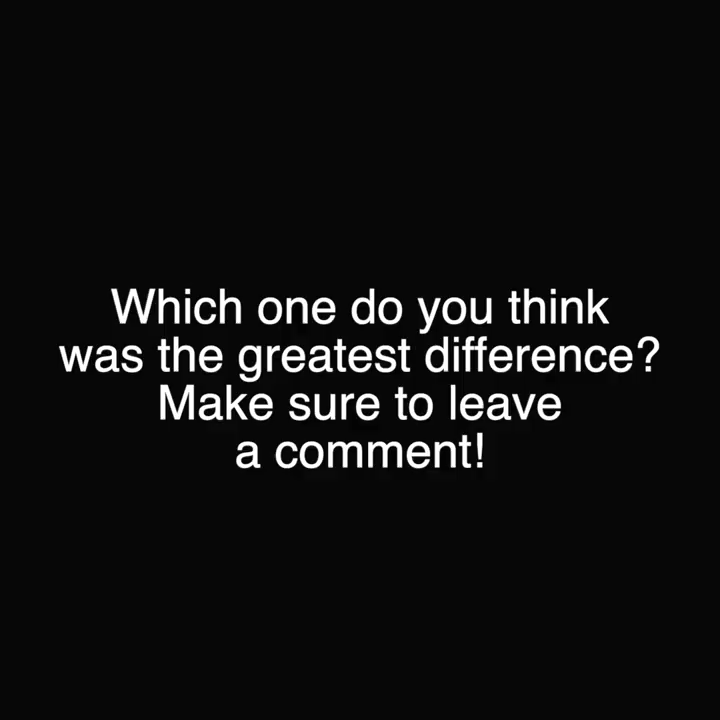 Which one do you think
was the greatest difference?
Make sure to leave
a comment!